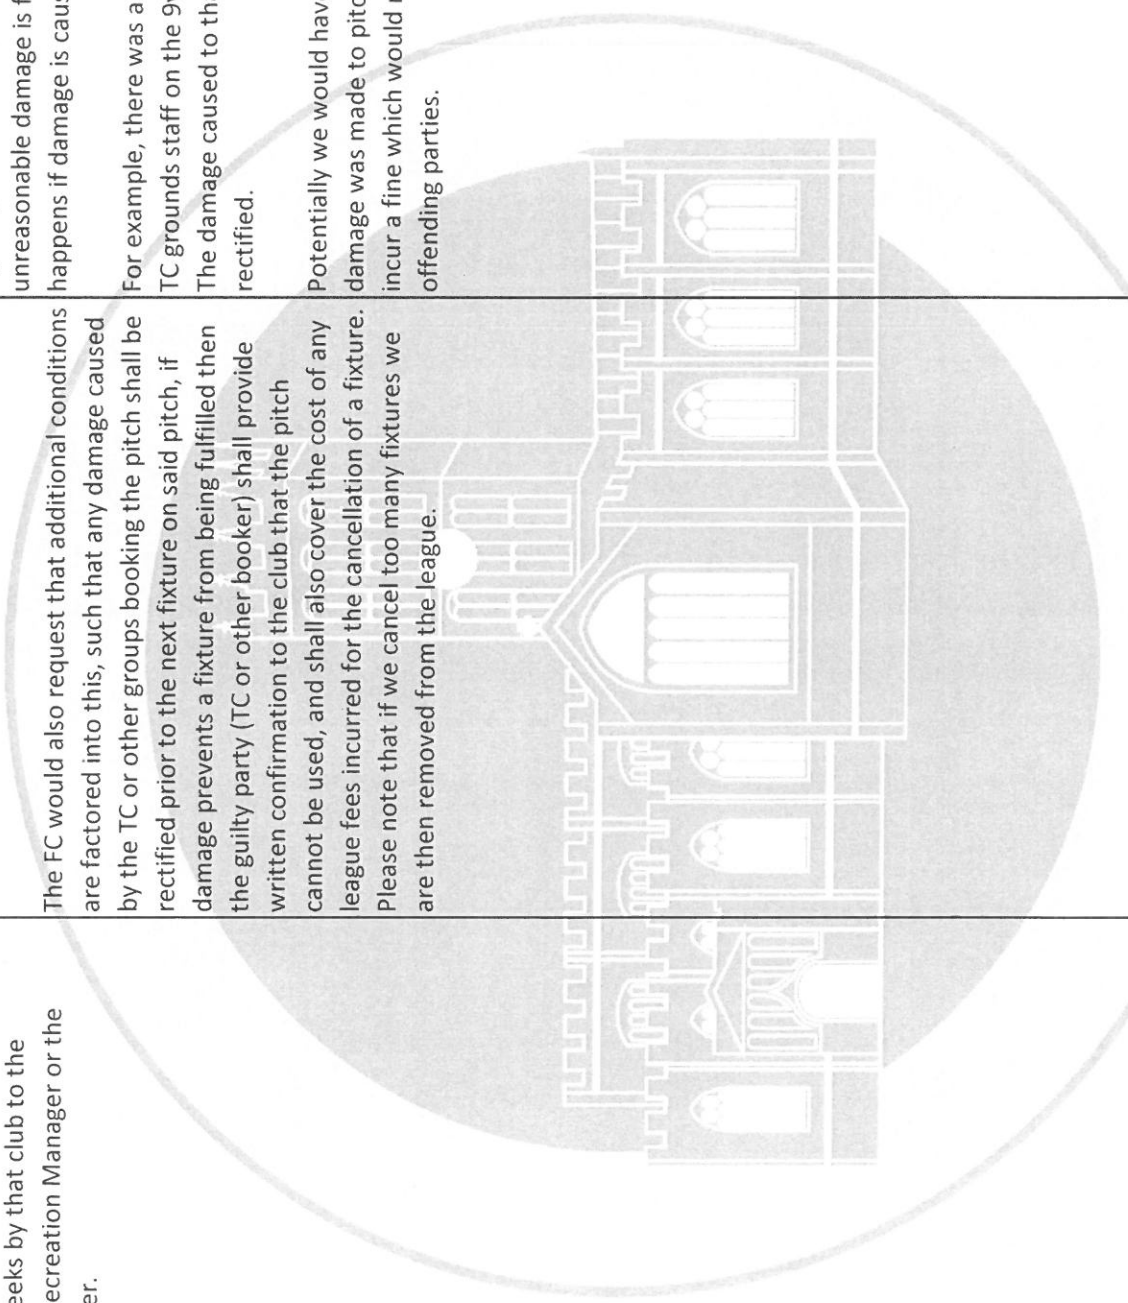 eeks by that club to the
ecreation Manager or the
er.
The FC would also request that additional conditions
are factored into this, such that any damage caused
by the TC or other groups booking the pitch shall be
rectified prior to the next fixture on said pitch, if
damage prevents a fixture from being fulfilled then
the guilty party (TC or other booker) shall provide
written confirmation to the club that the pitch
cannot be used, and shall also cover the cost of any
league fees incurred for the cancellation of a fixture.
Please note that if we cancel too many fixtures we
are then removed from the league.
unreasonable damage is f
happens if damage is caus
For example, there was a
TC grounds staff on the 9v
The damage caused to tha
rectified.
Potentially we would hav
damage was made to pitc
incur a fine which would
offending parties.